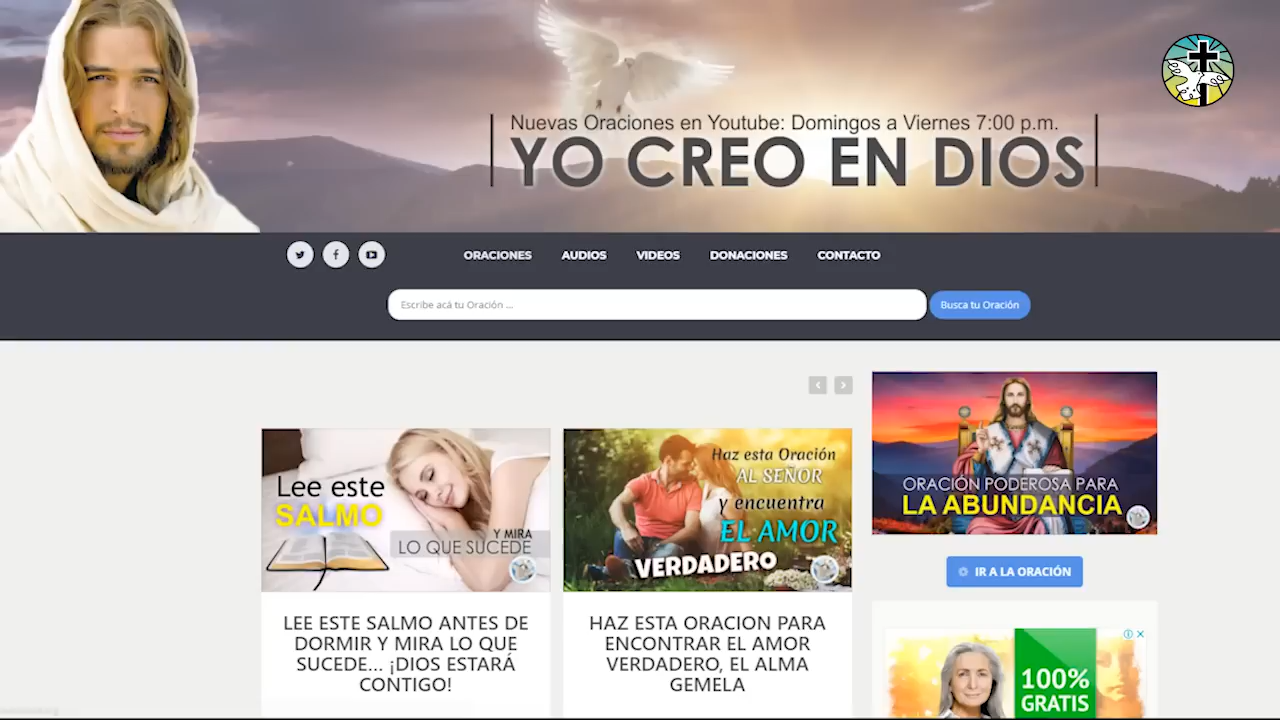 Nuevas Oraciones en Youtube: Domingos a Viernes 7:00 p.m.
YO CREO EN DIOS
ORACIONES AUDIOS VIDEOS DONACIONES CONTACTO
Escribe acá tu Oración ...
Busca tu Oración
Lee este
SALMO
Y MIRA
LO QUE SUCEDE
LEE ESTE SALMO ANTES DE
DORMIR Y MIRA LO QUE
SUCEDE... ¡DIOS ESTARÁ
CONTIGO!
Haz esta Oración
AL SEÑOR
y encuentra
EL AMOR
VERDADERO
HAZ ESTA ORACION PARA
ENCONTRAR EL AMOR
VERDADERO, EL ALMA
GEMELA
ORACIÓN PODEROSA PARA
LA ABUNDANCIA
IR A LA ORACIÓN
100%
GRATIS